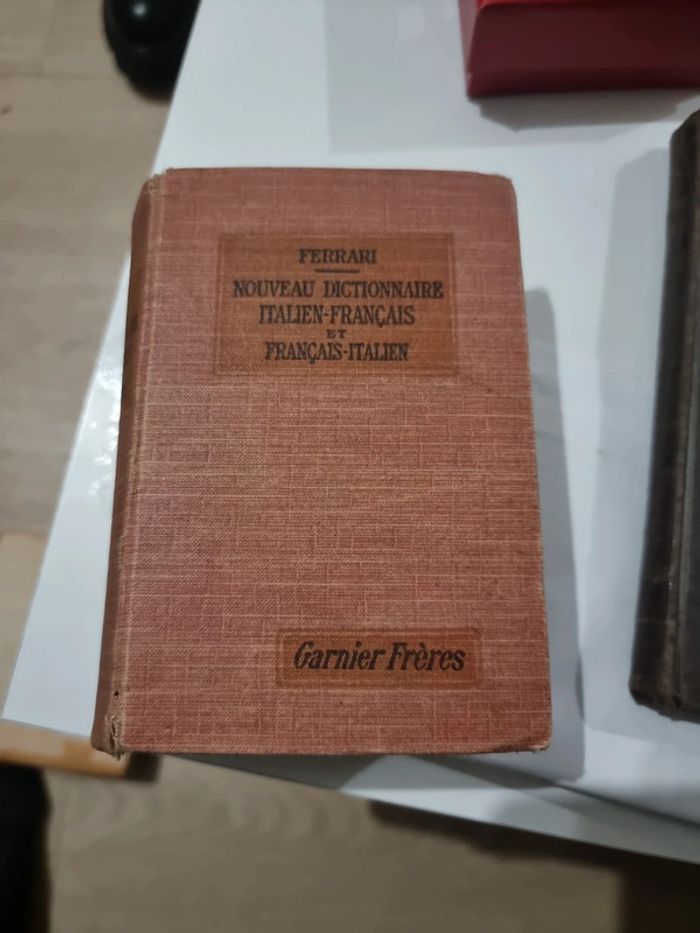 FERRARI
NOUVEAU DICTIONNAIRE
ITALIEN-FRANÇAIS
ET
FRANÇAIS-ITALIEN
Garnier Frères